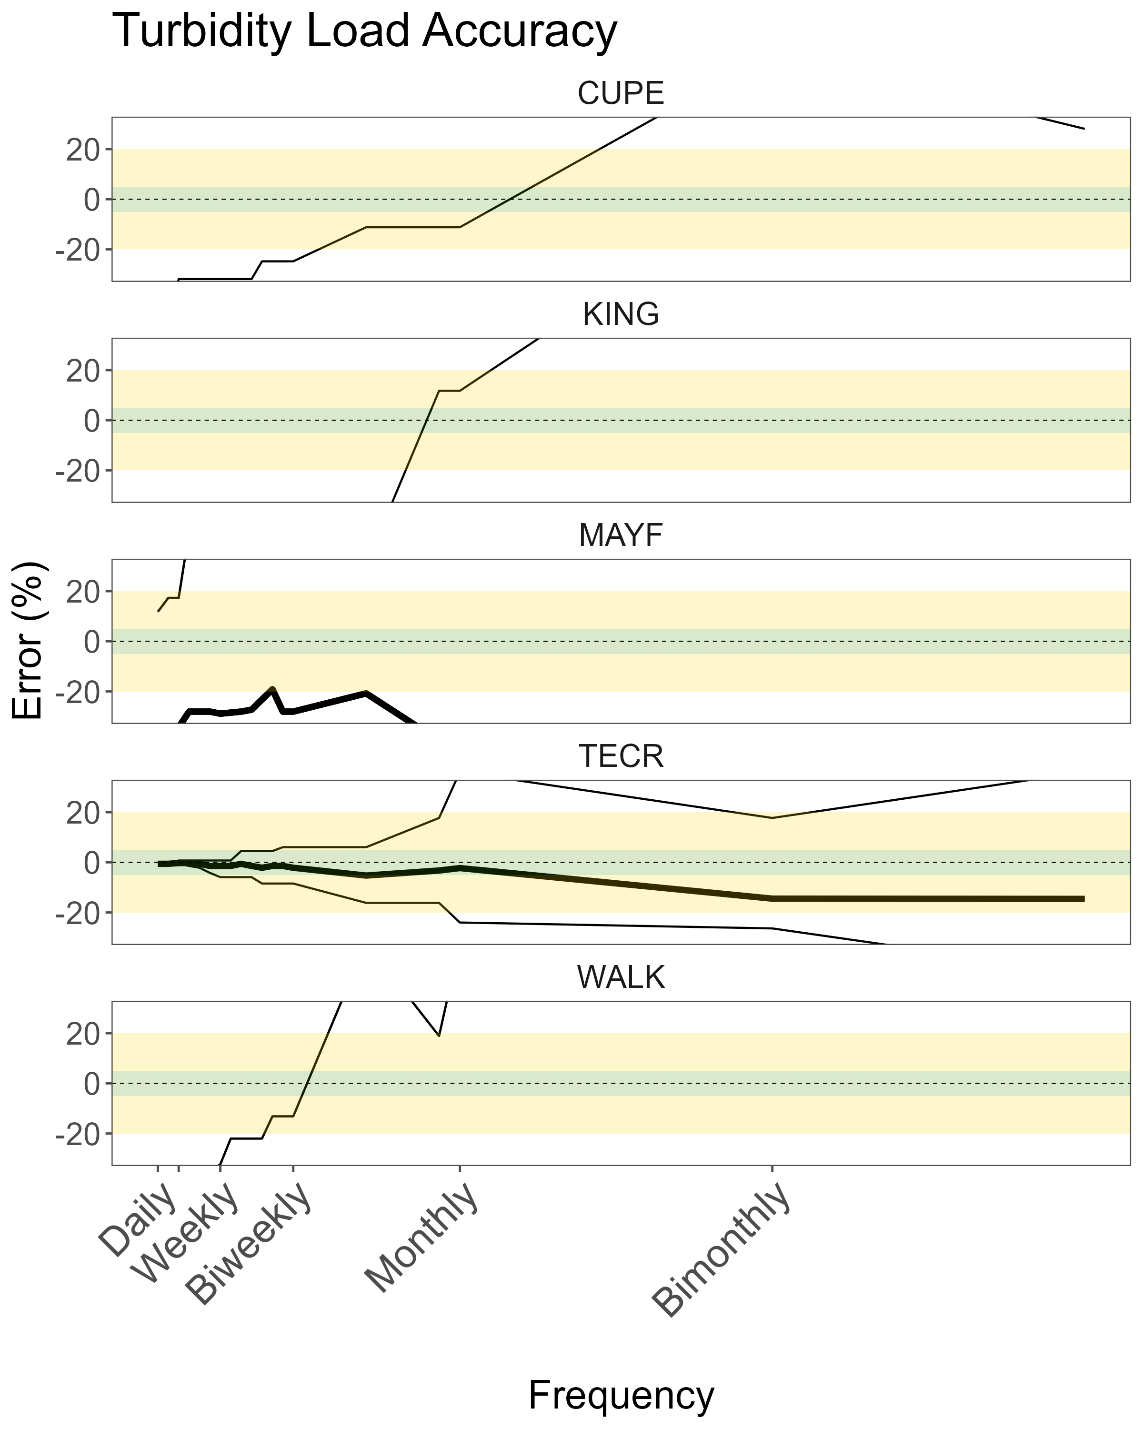 Turbidity Load Accuracy
CUPE
20
0
-20
KING
20
0
-20
MAYF
20
0
-20
TECR
20
0
-20
WALK
20
0
-20
Error (%)
Daily
Weekly
Biweekly
Monthly
Bimonthly
Frequency